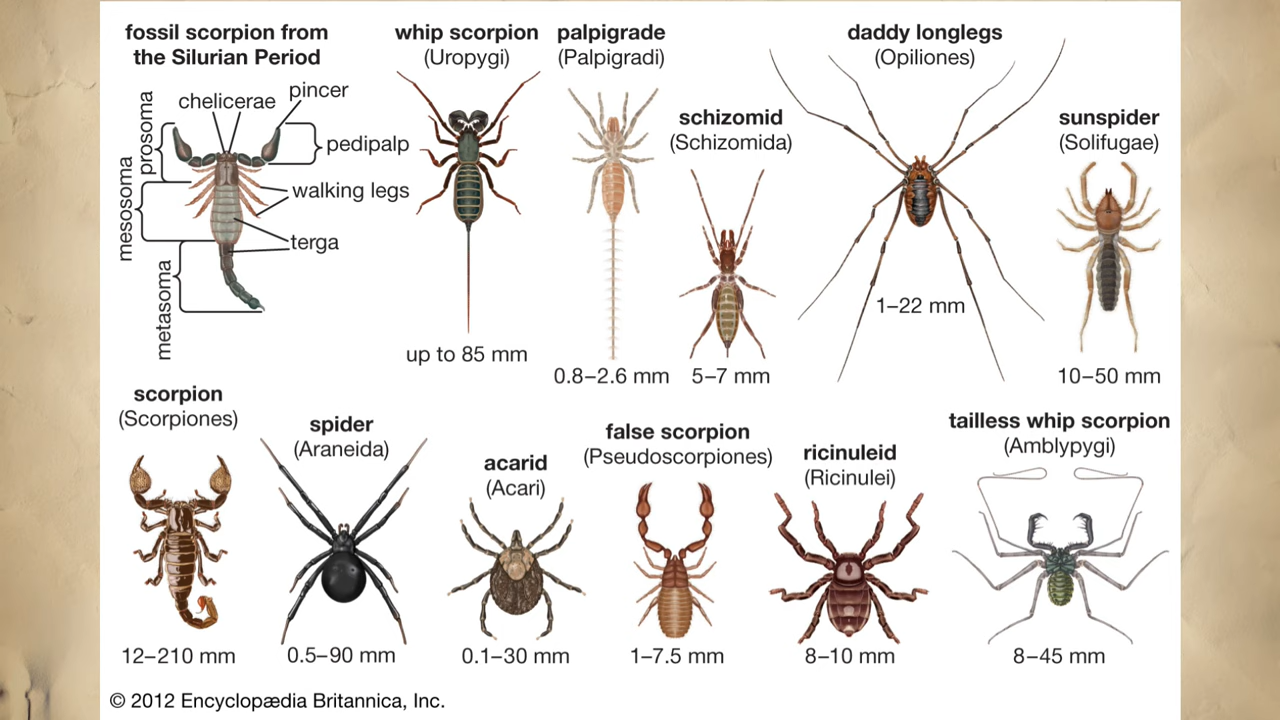 fossil scorpion from
the Silurian Period
chelicerae
pincer
prosoma
pedipalp
mesosoma
walking legs
terga
metasoma
whip scorpion
(Uropygi)
up to 85 mm
palpigrade
(Palpigradi)
0.8–2.6 mm
schizomid
(Schizomida)
5–7 mm
daddy longlegs
(Opiliones)
1–22 mm
sunspider
(Solifugae)
10–50 mm
scorpion
(Scorpiones)
12–210 mm
spider
(Araneida)
0.5–90 mm
acarid
(Acari)
0.1–30 mm
false scorpion
(Pseudoscorpiones)
1–7.5 mm
ricinuleid
(Ricinulei)
8–10 mm
tailless whip scorpion
(Amblypygi)
8–45 mm
© 2012 Encyclopædia Britannica, Inc.